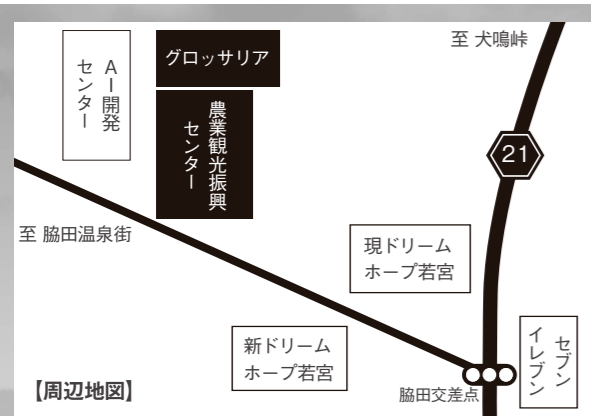 至 犬鳴峠
グロッサリア
AI開発
センター
農業観光振興
センター
21
至 脇田温泉街
現ドリーム
ホープ若宮
新ドリーム
ホープ若宮
セブン
イレブン
脇田交差点
【周辺地図】